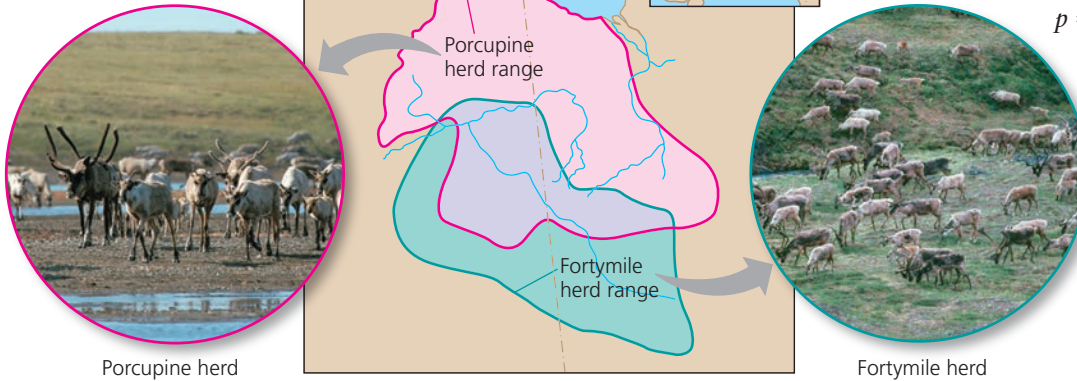 p
Porcupine
herd range
Fortymile
herd range
Porcupine herd
Fortymile herd